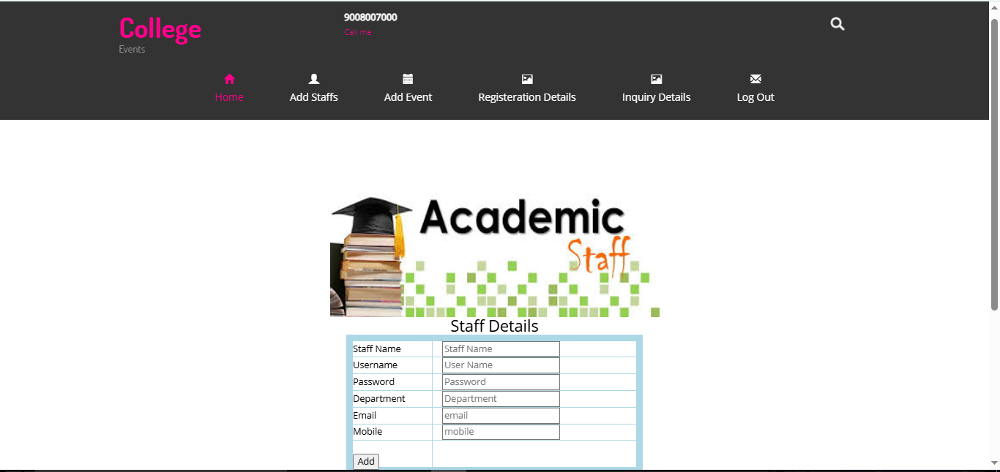 College
Events
9008007000
Call me
Home
Add Staffs
Add Event
Registeration Details
Inquiry Details
Log Out
Academic
Staff
Staff Details
Staff Name Staff Name
Username User Name
Password Password
Department Department
Email email
Mobile mobile
Add